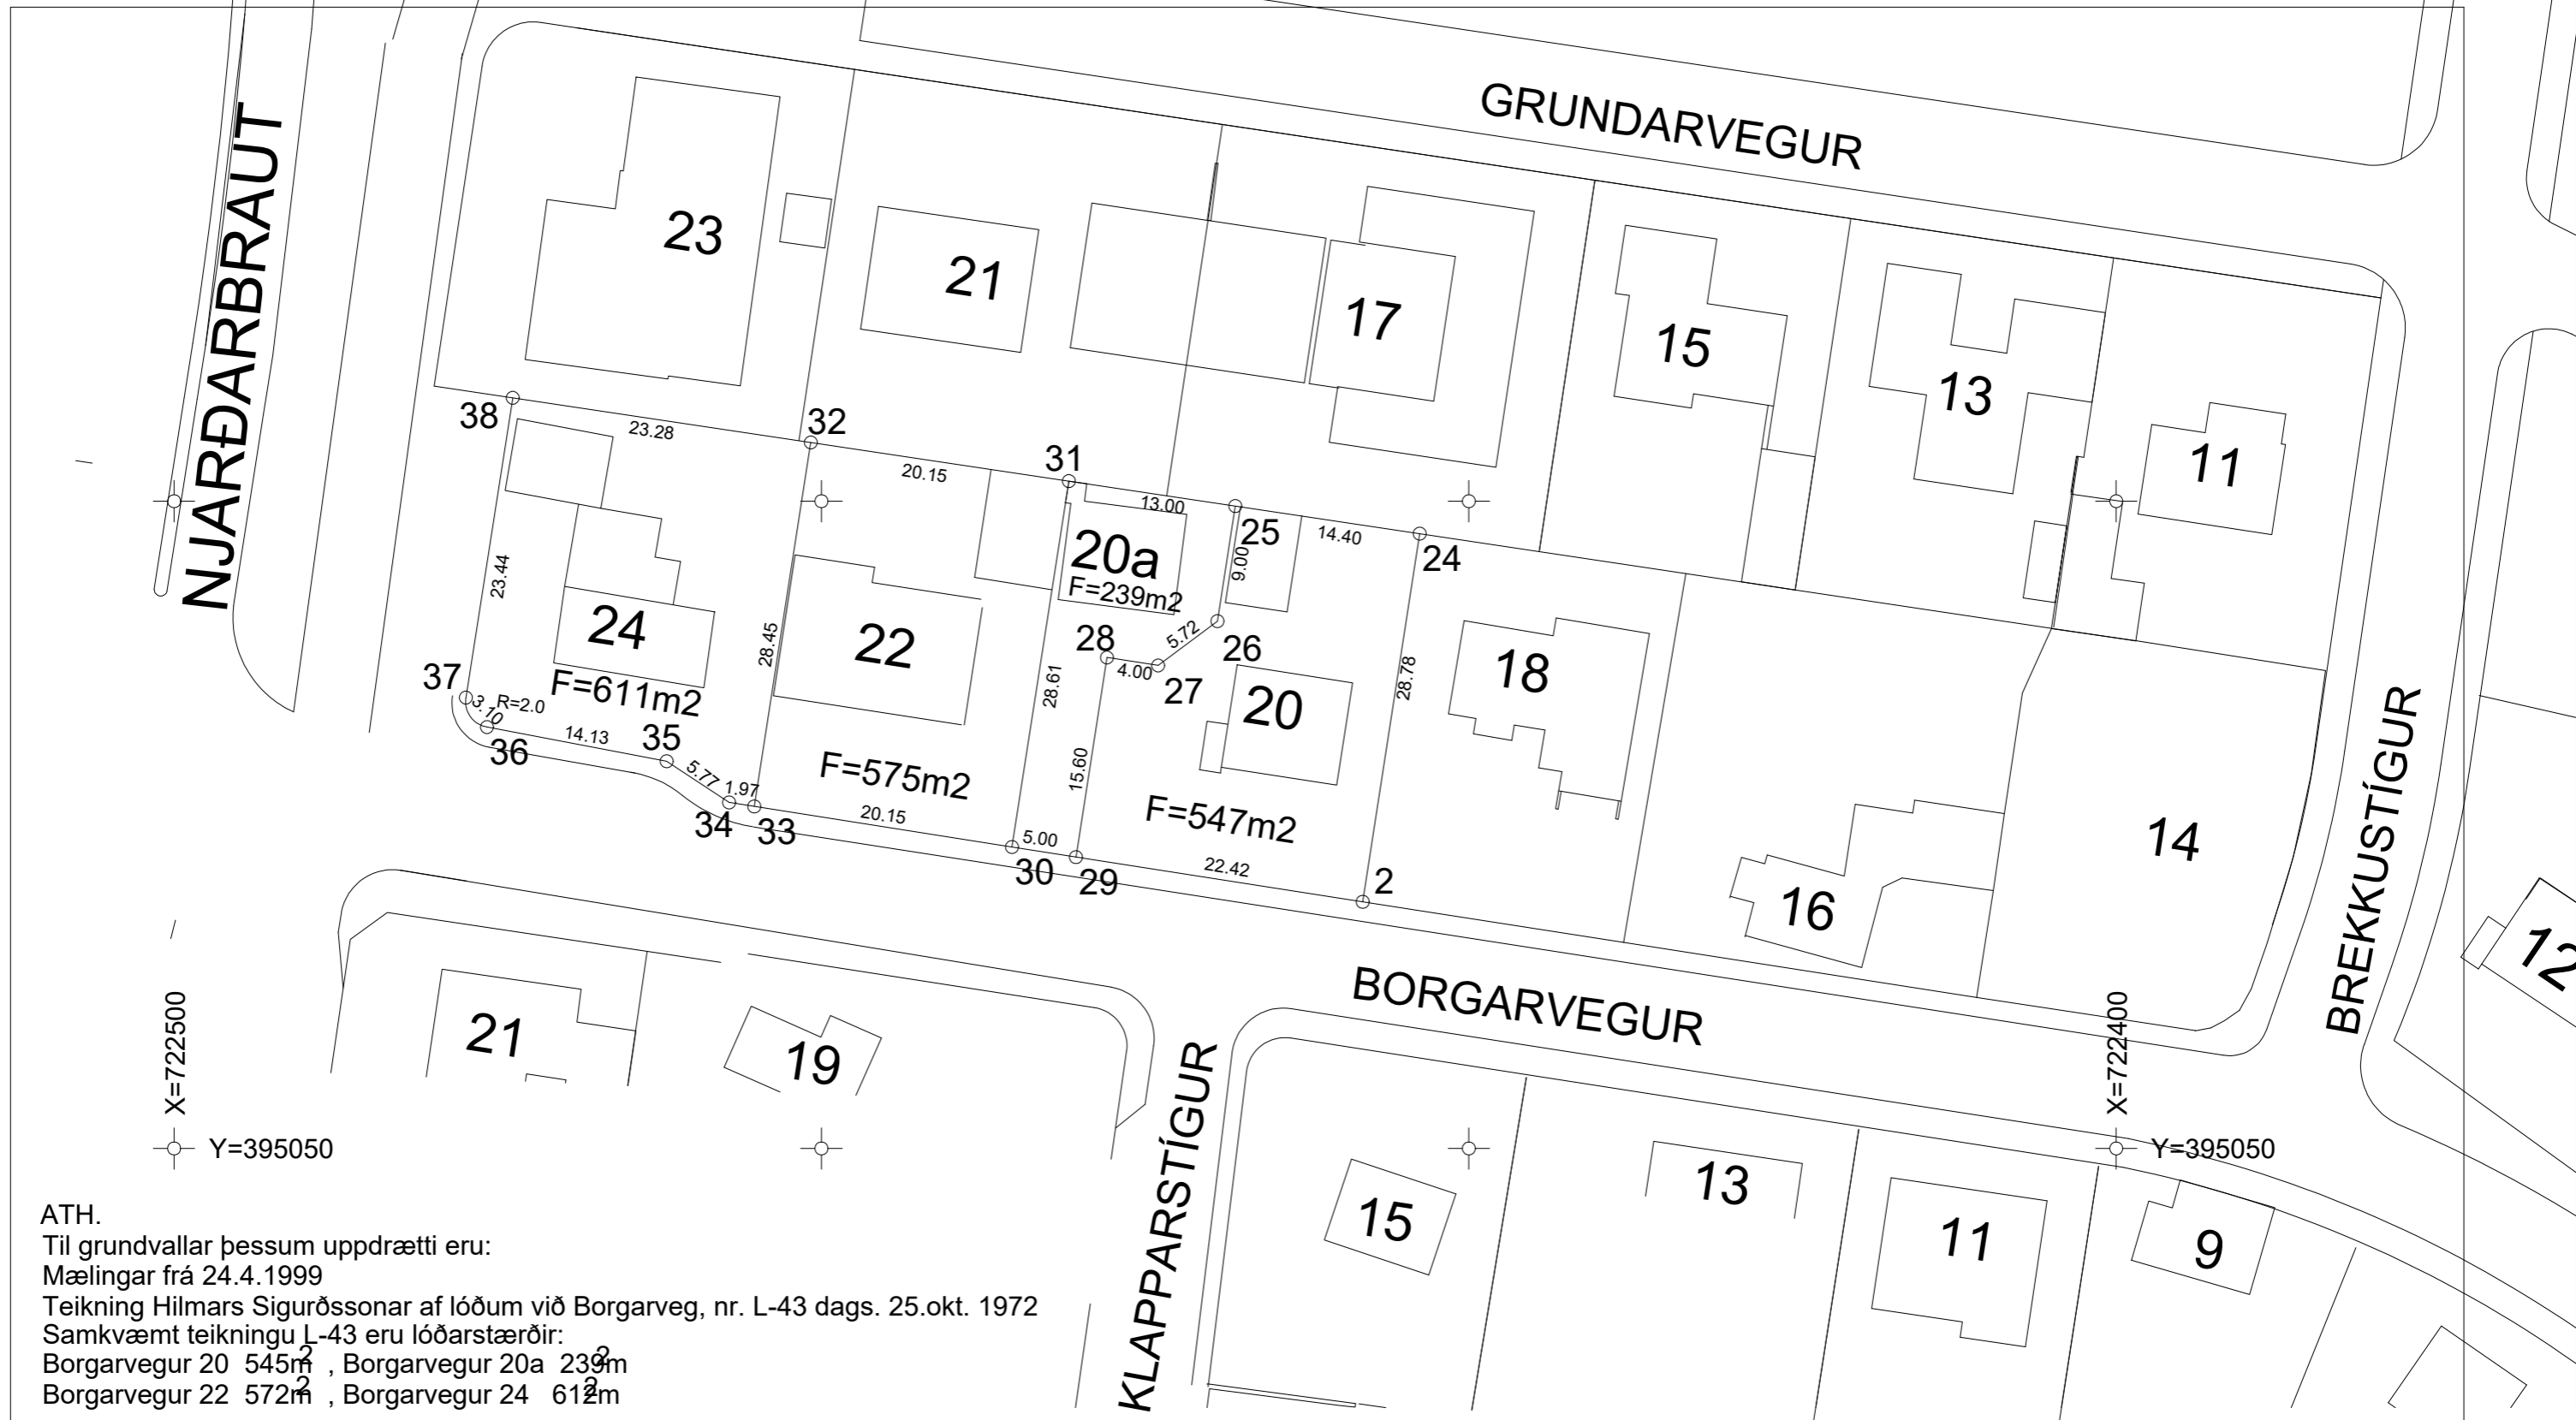 GRUNDARVEGUR
NJARÐARBRAUT
23
21
17
15
13
11
38
23.28
32
20.15
31
13.00
25
14.40
24
20a
F=239m2
9.00
23.44
24
F=611m2
28.45
22
F=575m2
28.61
28
4.00
27
5.72
26
20
F=547m2
15.60
28.78
18
37
3.10
R=2.0
36
14.13
35
5.77
34
1.97
33
20.15
30
5.00
29
22.42
2
16
14
BREKKUSTÍGUR
12
BORGARVEGUR
KLAPPARSTÍGUR
21
19
15
13
11
9
X=722500
Y=395050
X=722400
Y=395050
ATH.
Til grundvallar þessum uppdrætti eru:
Mælingar frá 24.4.1999
Teikning Hilmars Sigurðssonar af lóðum við Borgarveg, nr. L-43 dags. 25.okt. 1972
Samkvæmt teikningu L-43 eru lóðarstærðir:
Borgarvegur 20 545m2 , Borgarvegur 20a 239m2
Borgarvegur 22 572m2 , Borgarvegur 24 612m2